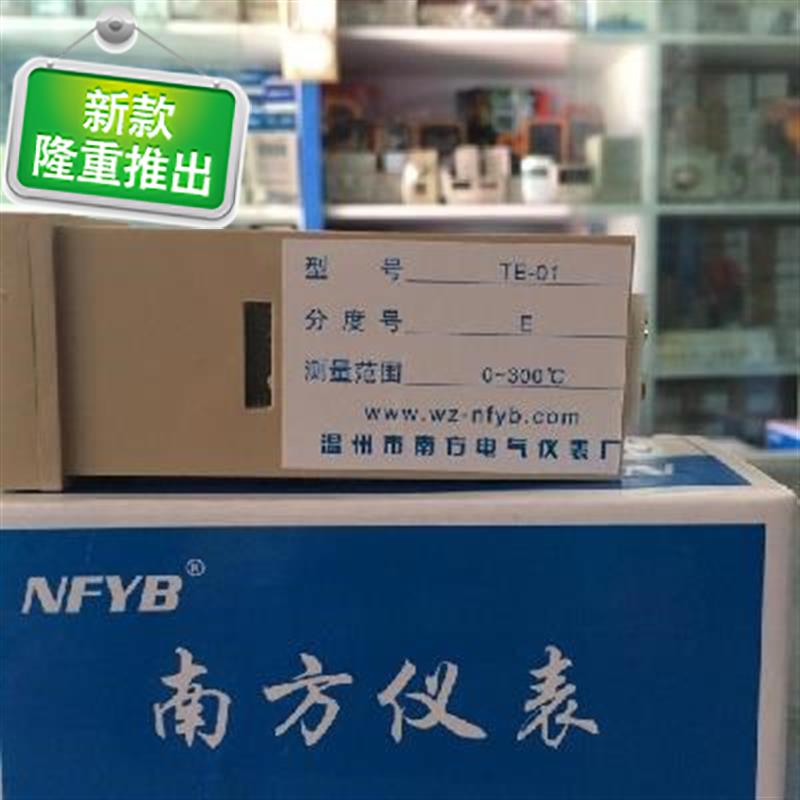 新款
隆重推出
型 号 TE-01
分度号 E
测量范围 0~300℃
www.wz-nfyb.com
温州市南方电气仪表厂
NFYB®
南方仪表